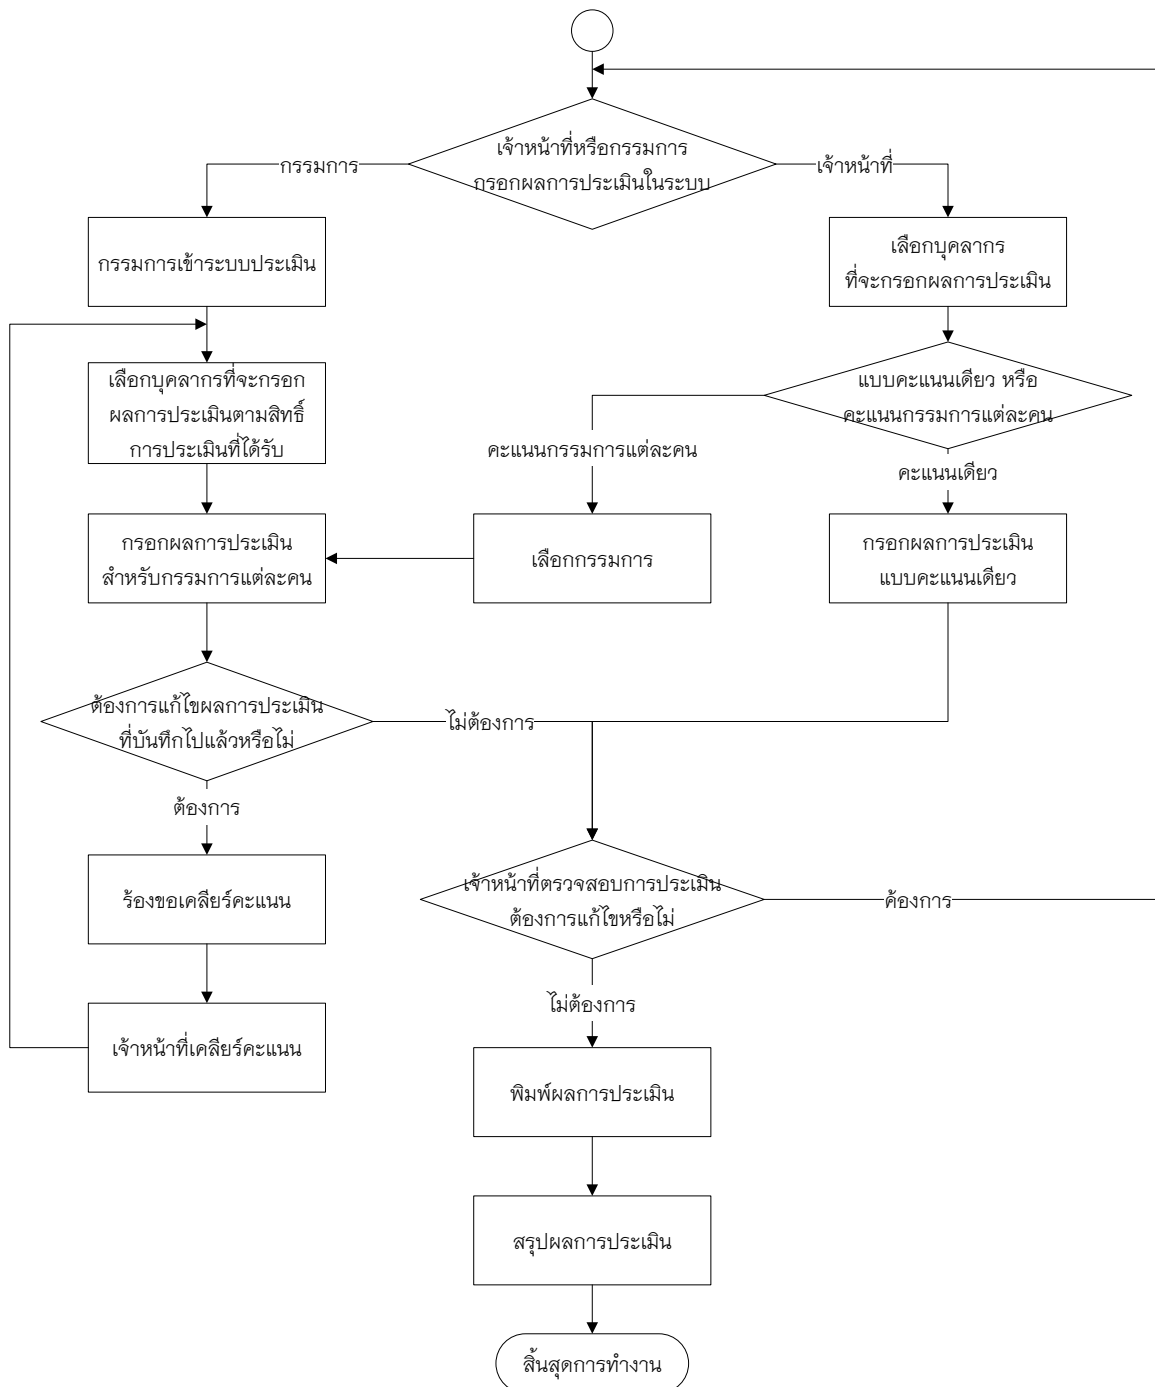 เจ้าหน้าที่หรือกรรมการ
กรอกผลการประเมินในระบบ
กรรมการ
เจ้าหน้าที่
กรรมการเข้าระบบประเมิน
เลือกบุคลากร
ที่จะกรอกผลการประเมิน
เลือกบุคลากรที่จะกรอก
ผลการประเมินตามสิทธิ์
การประเมินที่ได้รับ
แบบคะแนนเดียว หรือ
คะแนนกรรมการแต่ละคน
คะแนนกรรมการแต่ละคน
คะแนนเดียว
กรอกผลการประเมิน
สำหรับกรรมการแต่ละคน
เลือกกรรมการ
กรอกผลการประเมิน
แบบคะแนนเดียว
ต้องการแก้ไขผลการประเมิน
ที่บันทึกไปแล้วหรือไม่
ไม่ต้องการ
ต้องการ
ร้องขอเคลียร์คะแนน
เจ้าหน้าที่ตรวจสอบการประเมิน
ต้องการแก้ไขหรือไม่
ค้องการ
ไม่ต้องการ
เจ้าหน้าที่เคลียร์คะแนน
พิมพ์ผลการประเมิน
สรุปผลการประเมิน
สิ้นสุดการทำงาน